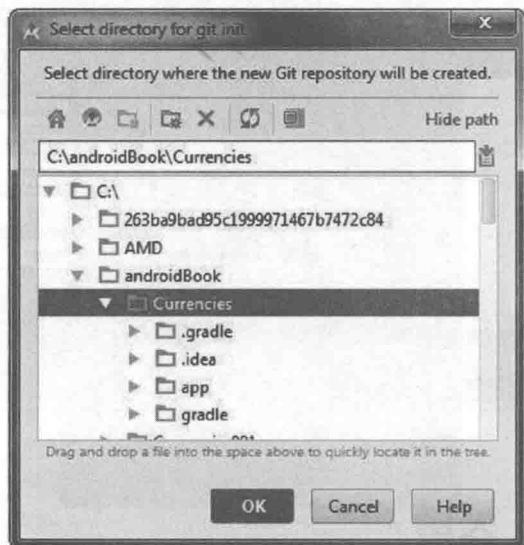 Select directory for git init
Select directory where the new Git repository will be created.
Hide path
C:\androidBook\Currencies
C:\
263ba9bad95c1999971467b7472c84
AMD
androidBook
Currencies
.gradle
.idea
app
gradle
Drag and drop a file into the space above to quickly locate it in the tree.
OK Cancel Help